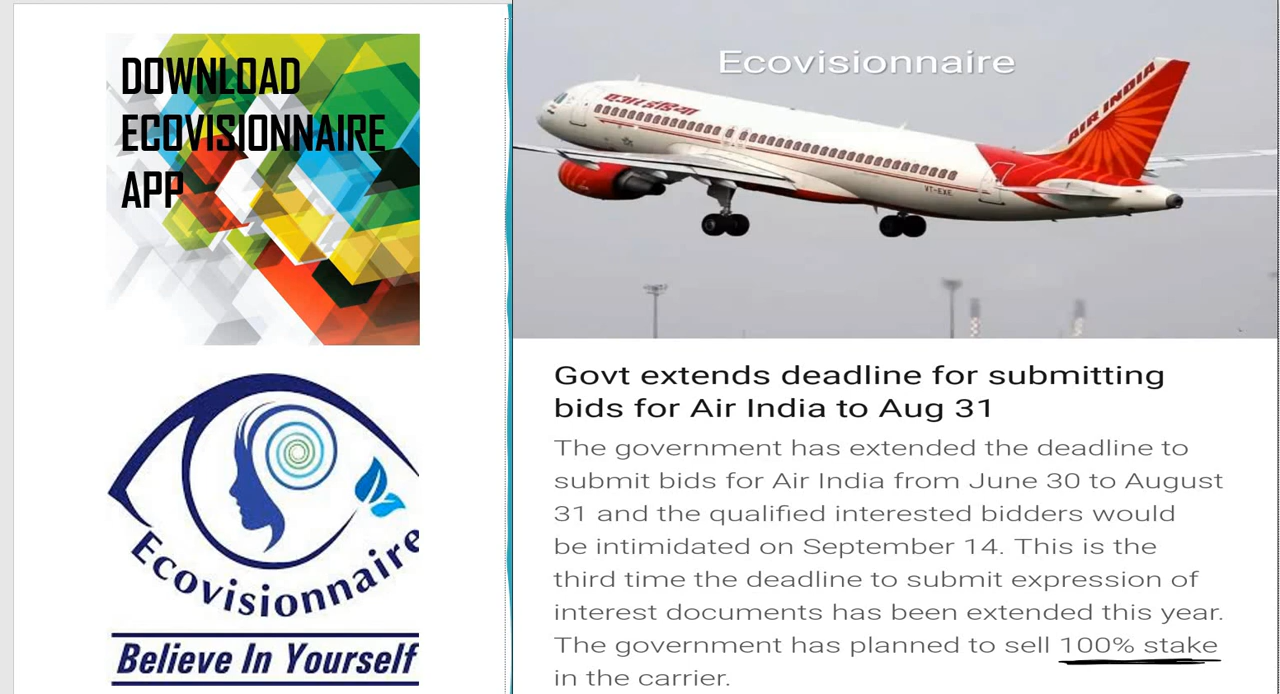 DOWNLOAD
ECOVISIONNAIRE
APP
Ecovisionnaire
Believe In Yourself
Ecovisionnaire
एअर इंडिया
AIR INDIA
VT-EXE
Govt extends deadline for submitting
bids for Air India to Aug 31
The government has extended the deadline to
submit bids for Air India from June 30 to August
31 and the qualified interested bidders would
be intimidated on September 14. This is the
third time the deadline to submit expression of
interest documents has been extended this year.
The government has planned to sell 100% stake
in the carrier.